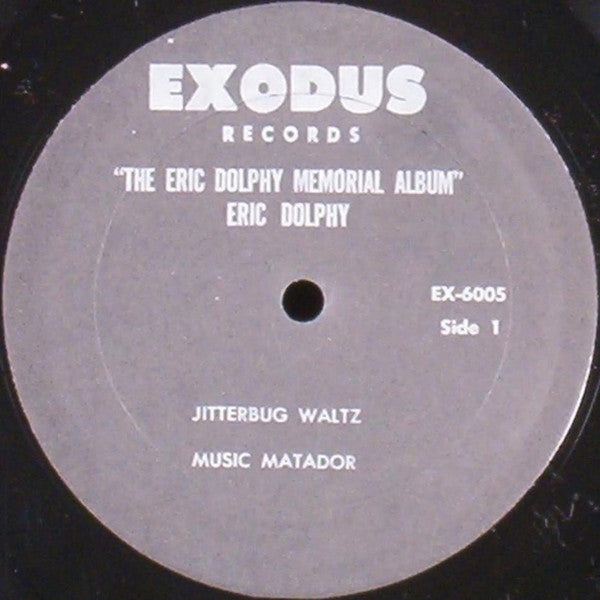 EXODUS
RECORDS
"THE ERIC DOLPHY MEMORIAL ALBUM"
ERIC DOLPHY
EX-6005
Side 1
JITTERBUG WALTZ
MUSIC MATADOR